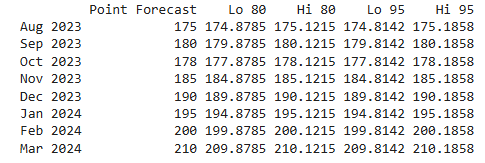 Point Forecast Lo 80 Hi 80 Lo 95 Hi 95
Aug 2023 175 174.8785 175.1215 174.8142 175.1858
Sep 2023 180 179.8785 180.1215 179.8142 180.1858
Oct 2023 178 177.8785 178.1215 177.8142 178.1858
Nov 2023 185 184.8785 185.1215 184.8142 185.1858
Dec 2023 190 189.8785 190.1215 189.8142 190.1858
Jan 2024 195 194.8785 195.1215 194.8142 195.1858
Feb 2024 200 199.8785 200.1215 199.8142 200.1858
Mar 2024 210 209.8785 210.1215 209.8142 210.1858